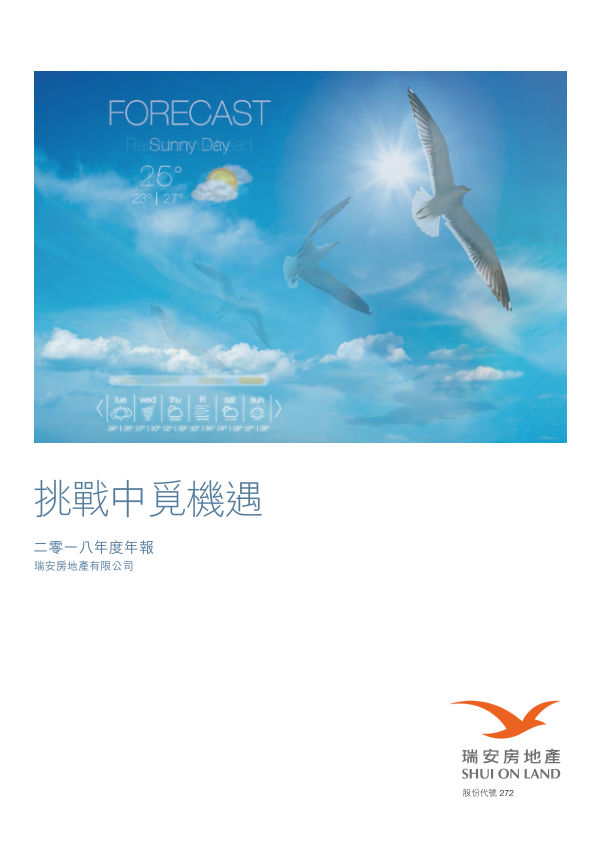 FORECAST
Sunny Day
25°
23° | 27°
tue wed thu fri sat sun
挑戰中覓機遇
二零一八年度年報
瑞安房地產有限公司
瑞安房地產
SHUI ON LAND
股份代號 272